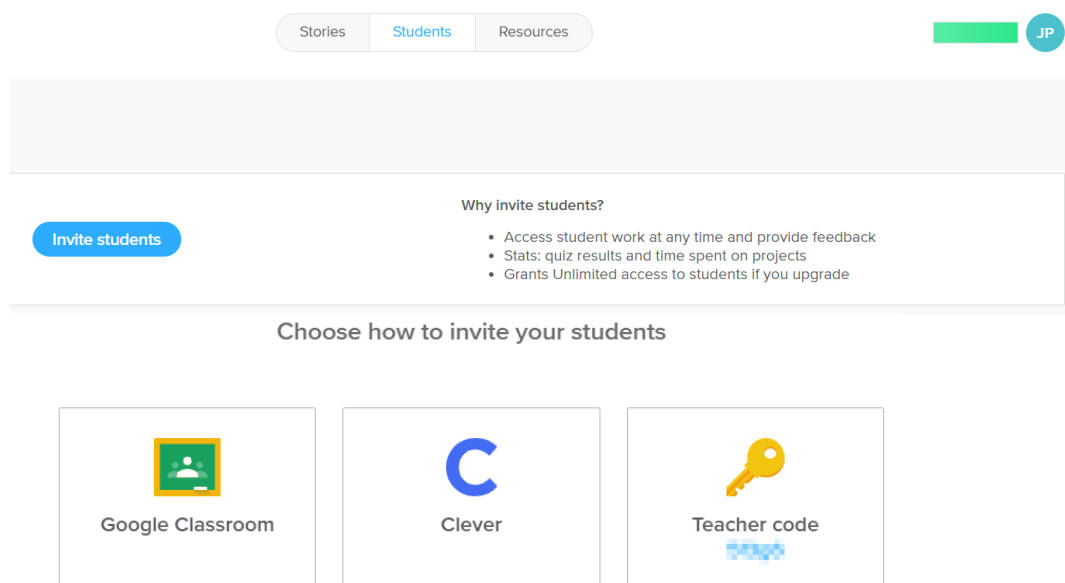 Stories Students Resources
JP
Why invite students?
Invite students
• Access student work at any time and provide feedback
• Stats: quiz results and time spent on projects
• Grants Unlimited access to students if you upgrade
Choose how to invite your students
Google Classroom
Clever
Teacher code